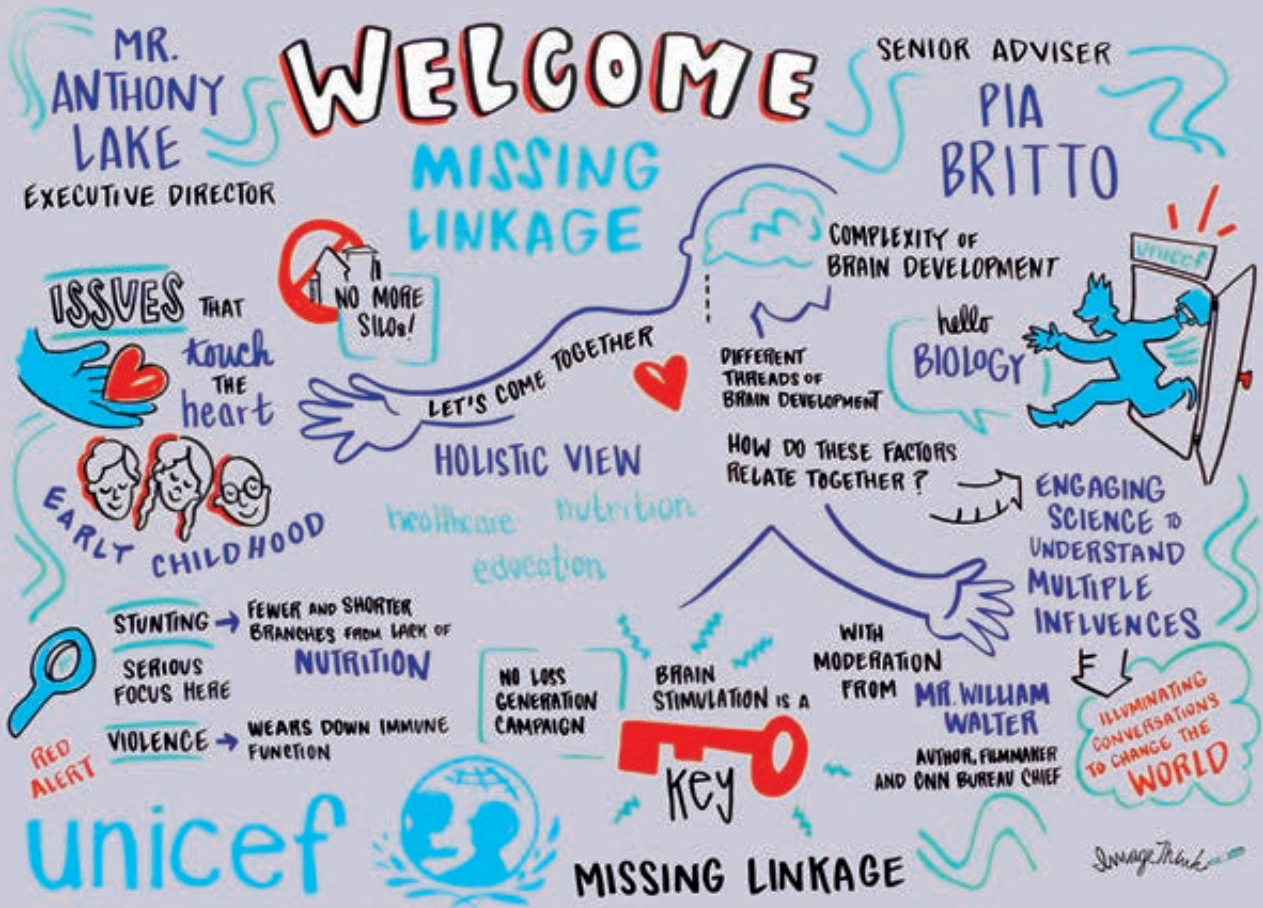 MR.
ANTHONY
LAKE
EXECUTIVE DIRECTOR
WELCOME
MISSING
LINKAGE
SENIOR ADVISER
PIA
BRITTO
ISSUES THAT
touch
THE
heart
NO MORE
SILOs!
LET'S COME TOGETHER
COMPLEXITY OF
BRAIN DEVELOPMENT
DIFFERENT
THREADS OF
BRAIN DEVELOPMENT
hello
BIOLOGY
unicef
EARLY CHILDHOOD
HOLISTIC VIEW
healthcare nutrition
education
HOW DO THESE FACTORS
RELATE TOGETHER?
ENGAGING
SCIENCE TO
UNDERSTAND
MULTIPLE
INFLUENCES
STUNTING → FEWER AND SHORTER
BRANCHES FROM LACK OF
NUTRITION
SERIOUS
FOCUS HERE
VIOLENCE → WEARS DOWN IMMUNE
FUNCTION
RED
ALERT
NO LOSS
GENERATION
CAMPAIGN
BRAIN
STIMULATION IS A
KEY
WITH
MODERATION
FROM MR. WILLIAM
WALTER
AUTHOR, FILMMAKER
AND CNN BUREAU CHIEF
ILLUMINATING
CONVERSATIONS
TO CHANGE THE
WORLD
unicef
MISSING LINKAGE
ImageThink